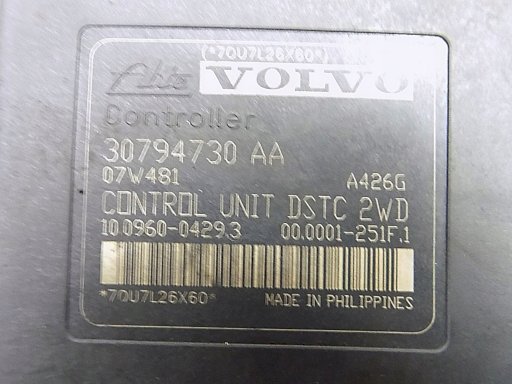 (*7OU7L26X60*)
Ate VOLVO
Controller
30794730 AA
07W481 A426G
CONTROL UNIT DSTC 2WD
10.0960-0429.3 00.0001-251F.1
*7OU7L26X60*
MADE IN PHILIPPINES